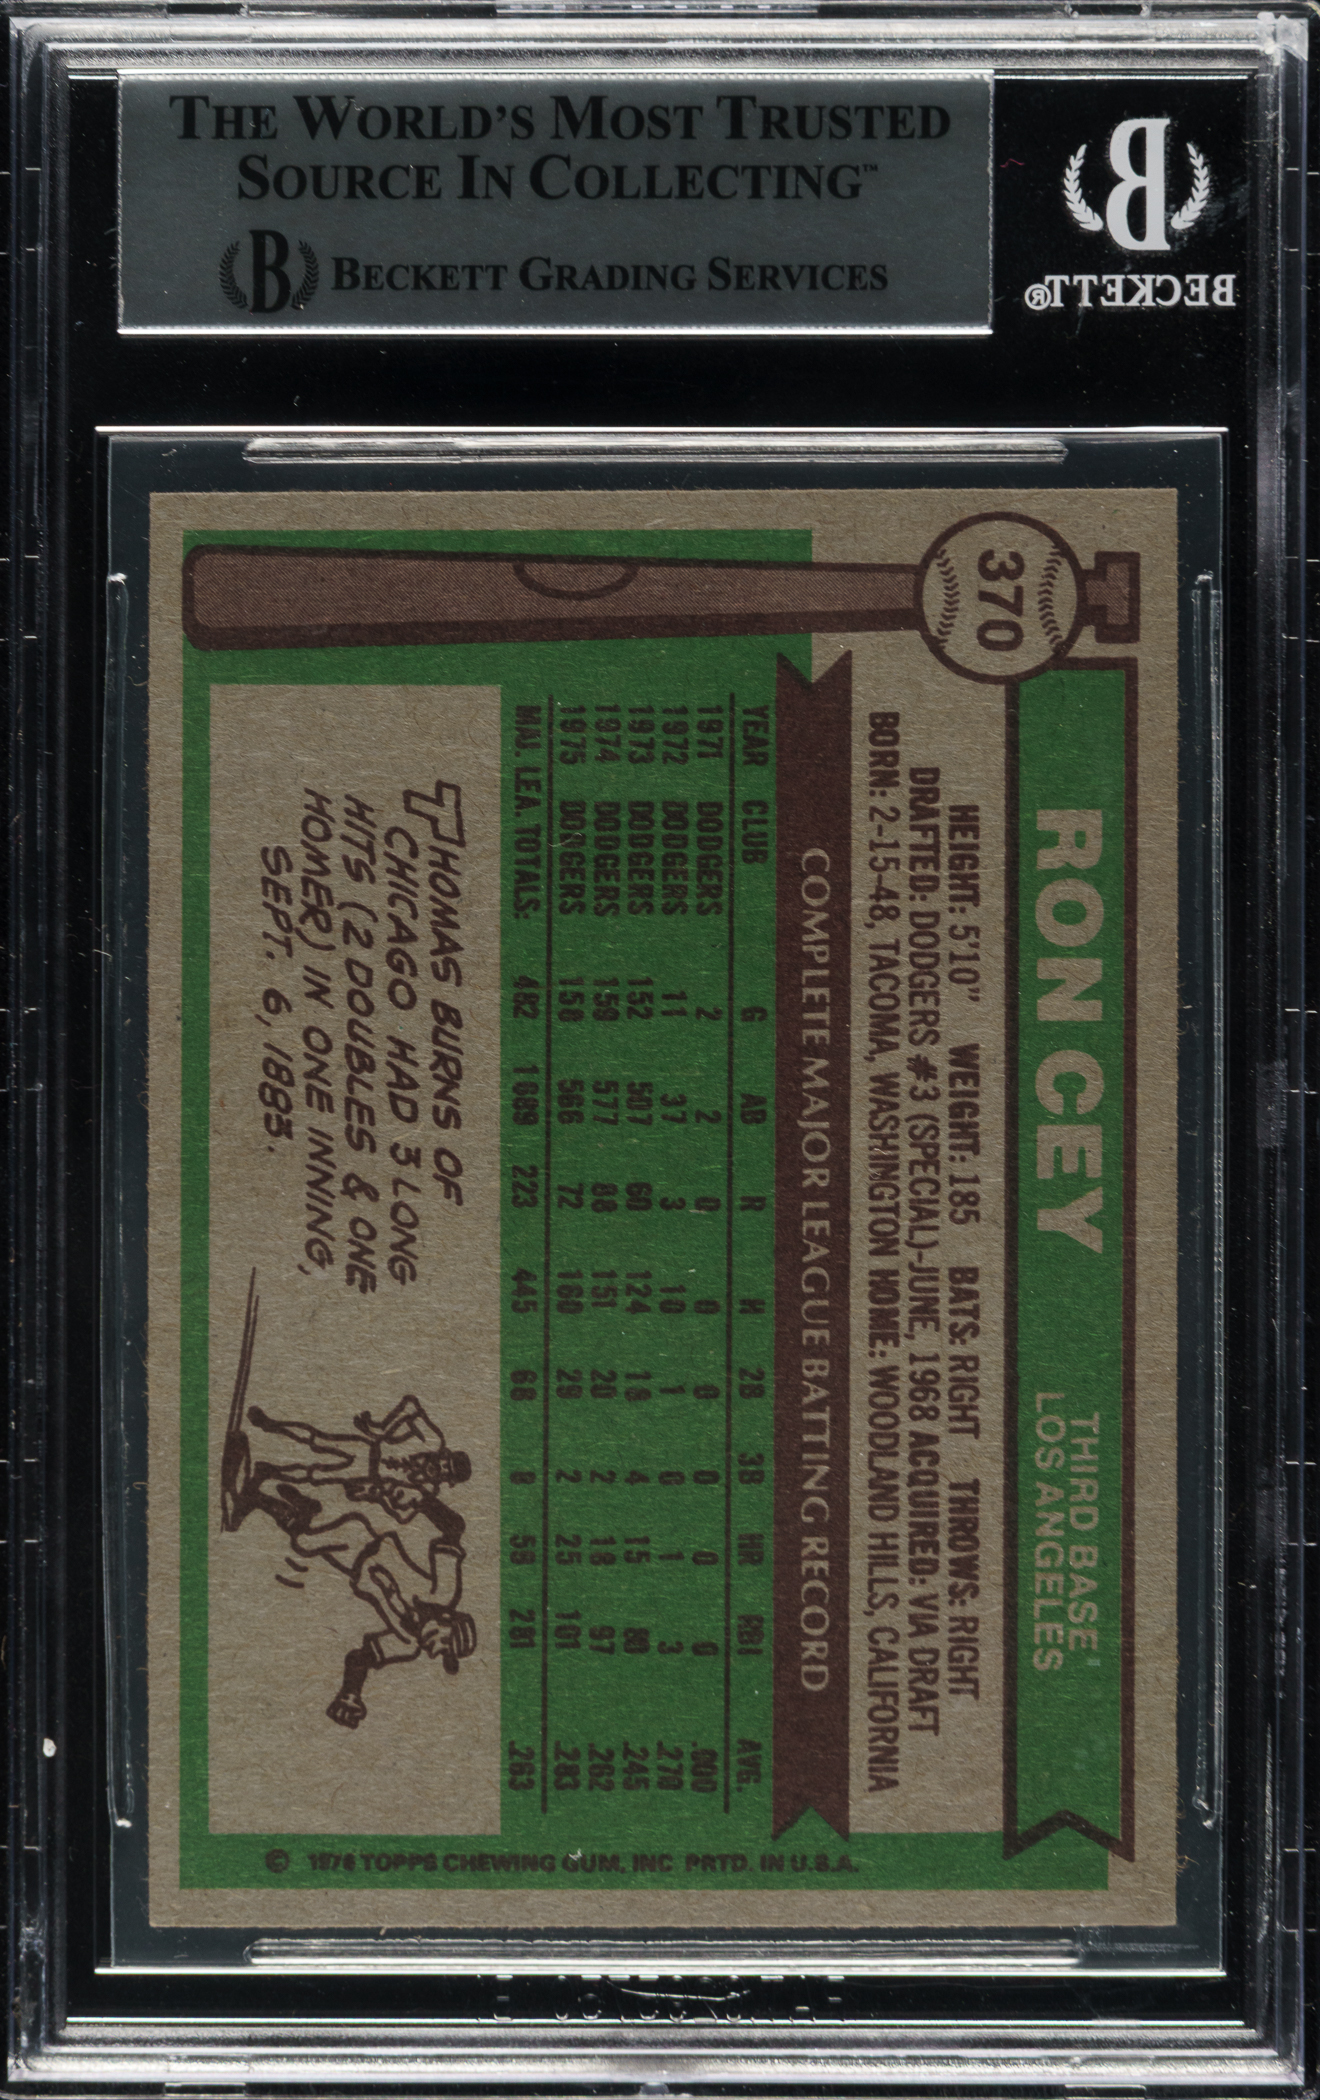 THE WORLD'S MOST TRUSTED
SOURCE IN COLLECTING™
B BECKETT GRADING SERVICES
B
BECKETT®
370
RON CEY
THIRD BASE
LOS ANGELES
HEIGHT: 5'10" WEIGHT: 185 BATS: RIGHT THROWS: RIGHT
DRAFTED: DODGERS #3 (SPECIAL)-JUNE, 1968 ACQUIRED: VIA DRAFT
BORN: 2-15-48, TACOMA, WASHINGTON HOME: WOODLAND HILLS, CALIFORNIA
COMPLETE MAJOR LEAGUE BATTING RECORD
YEAR CLUB G AB R H 2B 3B HR RBI AVG.
1971 DODGERS 2 2 0 0 0 0 0 0 .000
1972 DODGERS 11 37 3 10 1 0 1 3 .270
1973 DODGERS 152 507 60 124 18 4 15 80 .245
1974 DODGERS 159 577 88 151 20 2 18 97 .262
1975 DODGERS 158 566 72 160 29 2 25 101 .283
MAJ. LEA. TOTALS: 482 1689 223 445 68 8 59 281 .263
THOMAS BURNS OF
CHICAGO HAD 3 LONG
HITS (2 DOUBLES & ONE
HOMER) IN ONE INNING,
SEPT. 6, 1883.
© 1976 TOPPS CHEWING GUM, INC PRTD. IN U.S.A.